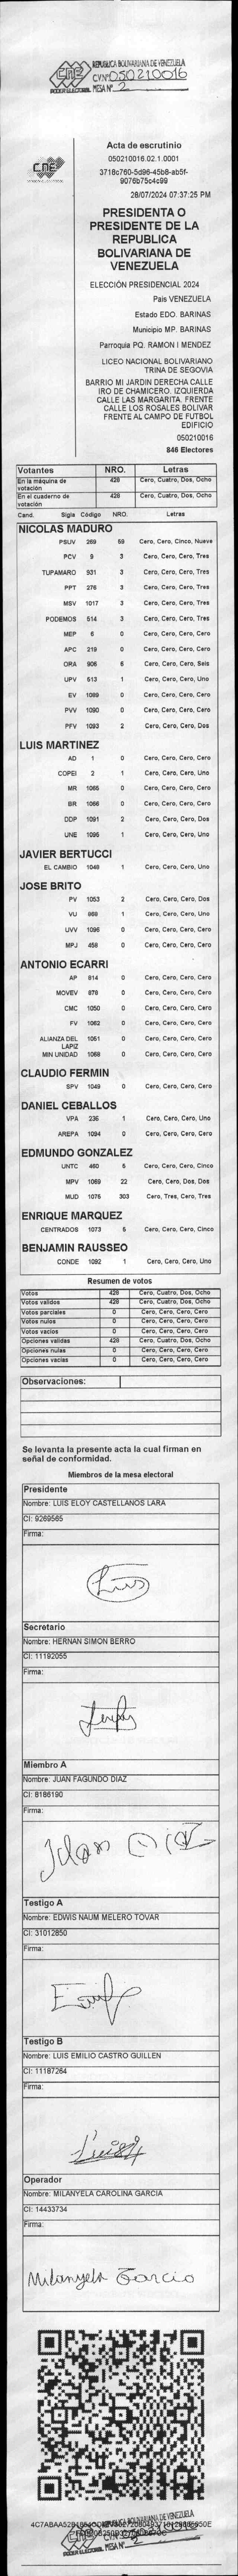 REPUBLICA BOLIVARIANA DE VENEZUELA
CNE
CV Nº 050210016
PODER ELECTORAL MESA Nº 2
CNE
Acta de escrutinio
050210016.02.1.0001
3718c760-5d96-45b8-ab5f-
9076b75c4c99
28/07/2024 07:37:25 PM
PRESIDENTA O
PRESIDENTE DE LA
REPUBLICA
BOLIVARIANA DE
VENEZUELA
ELECCIÓN PRESIDENCIAL 2024
Pais VENEZUELA
Estado EDO. BARINAS
Municipio MP. BARINAS
Parroquia PQ. RAMON I MENDEZ
LICEO NACIONAL BOLIVARIANO
TRINA DE SEGOVIA
BARRIO MI JARDIN DERECHA CALLE
IRO DE CHAMICERO. IZQUIERDA
CALLE LAS MARGARITA. FRENTE
CALLE LOS ROSALES BOLIVAR
FRENTE AL CAMPO DE FUTBOL
EDIFICIO
050210016
846 Electores
Votantes NRO. Letras
En la máquina de votación 428 Cero, Cuatro, Dos, Ocho
En el cuaderno de votación 428 Cero, Cuatro, Dos, Ocho
Cand. Sigla Código NRO. Letras
NICOLAS MADURO
PSUV 269 59 Cero, Cero, Cinco, Nueve
PCV 9 3 Cero, Cero, Cero, Tres
TUPAMARO 931 3 Cero, Cero, Cero, Tres
PPT 276 3 Cero, Cero, Cero, Tres
MSV 1017 3 Cero, Cero, Cero, Tres
PODEMOS 514 3 Cero, Cero, Cero, Tres
MEP 6 0 Cero, Cero, Cero, Cero
APC 219 0 Cero, Cero, Cero, Cero
ORA 906 6 Cero, Cero, Cero, Seis
UPV 513 1 Cero, Cero, Cero, Uno
EV 1089 0 Cero, Cero, Cero, Cero
PVV 1090 0 Cero, Cero, Cero, Cero
PFV 1093 2 Cero, Cero, Cero, Dos
LUIS MARTINEZ
AD 1 0 Cero, Cero, Cero, Cero
COPEI 2 1 Cero, Cero, Cero, Uno
MR 1065 0 Cero, Cero, Cero, Cero
BR 1066 0 Cero, Cero, Cero, Cero
DDP 1091 2 Cero, Cero, Cero, Dos
UNE 1095 1 Cero, Cero, Cero, Uno
JAVIER BERTUCCI
EL CAMBIO 1048 1 Cero, Cero, Cero, Uno
JOSE BRITO
PV 1053 2 Cero, Cero, Cero, Dos
VU 868 1 Cero, Cero, Cero, Uno
UVV 1096 0 Cero, Cero, Cero, Cero
MPJ 458 0 Cero, Cero, Cero, Cero
ANTONIO ECARRI
AP 814 0 Cero, Cero, Cero, Cero
MOVEV 878 0 Cero, Cero, Cero, Cero
CMC 1050 0 Cero, Cero, Cero, Cero
FV 1062 0 Cero, Cero, Cero, Cero
ALIANZA DEL LAPIZ 1051 0 Cero, Cero, Cero, Cero
MIN UNIDAD 1068 0 Cero, Cero, Cero, Cero
CLAUDIO FERMIN
SPV 1049 0 Cero, Cero, Cero, Cero
DANIEL CEBALLOS
VPA 236 1 Cero, Cero, Cero, Uno
AREPA 1094 0 Cero, Cero, Cero, Cero
EDMUNDO GONZALEZ
UNTC 460 5 Cero, Cero, Cero, Cinco
MPV 1069 22 Cero, Cero, Dos, Dos
MUD 1075 303 Cero, Tres, Cero, Tres
ENRIQUE MARQUEZ
CENTRADOS 1073 5 Cero, Cero, Cero, Cinco
BENJAMIN RAUSSEO
CONDE 1092 1 Cero, Cero, Cero, Uno
Resumen de votos
Votos 428 Cero, Cuatro, Dos, Ocho
Votos válidos 428 Cero, Cuatro, Dos, Ocho
Votos parciales 0 Cero, Cero, Cero, Cero
Votos nulos 0 Cero, Cero, Cero, Cero
Votos vacíos 0 Cero, Cero, Cero, Cero
Opciones válidas 428 Cero, Cuatro, Dos, Ocho
Opciones nulas 0 Cero, Cero, Cero, Cero
Opciones vacías 0 Cero, Cero, Cero, Cero
Observaciones:
Se levanta la presente acta la cual firman en
señal de conformidad.
Miembros de la mesa electoral
Presidente
Nombre: LUIS ELOY CASTELLANOS LARA
CI: 9269565
Firma:
Luis
Secretario
Nombre: HERNAN SIMON BERRO
CI: 11192055
Firma:
Miembro A
Nombre: JUAN FAGUNDO DIAZ
CI: 8186190
Firma:
Testigo A
Nombre: EDWIS NAUM MELERO TOVAR
CI: 31012850
Firma:
Testigo B
Nombre: LUIS EMILIO CASTRO GUILLEN
CI: 11187264
Firma:
Operador
Nombre: MILANYELA CAROLINA GARCIA
CI: 14433734
Firma:
Milanyela Garcia
REPUBLICA BOLIVARIANA DE VENEZUELA
CNE
PODER ELECTORAL MESA Nº 2